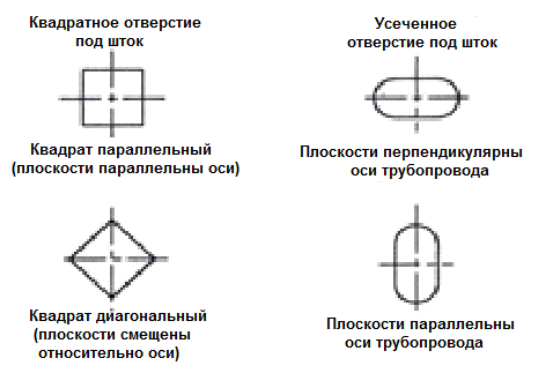 Квадратное отверстие
под шток
Усеченное
отверстие под шток
Квадрат параллельный
(плоскости параллельны оси)
Плоскости перпендикулярны
оси трубопровода
Квадрат диагональный
(плоскости смещены
относительно оси)
Плоскости параллельны
оси трубопровода